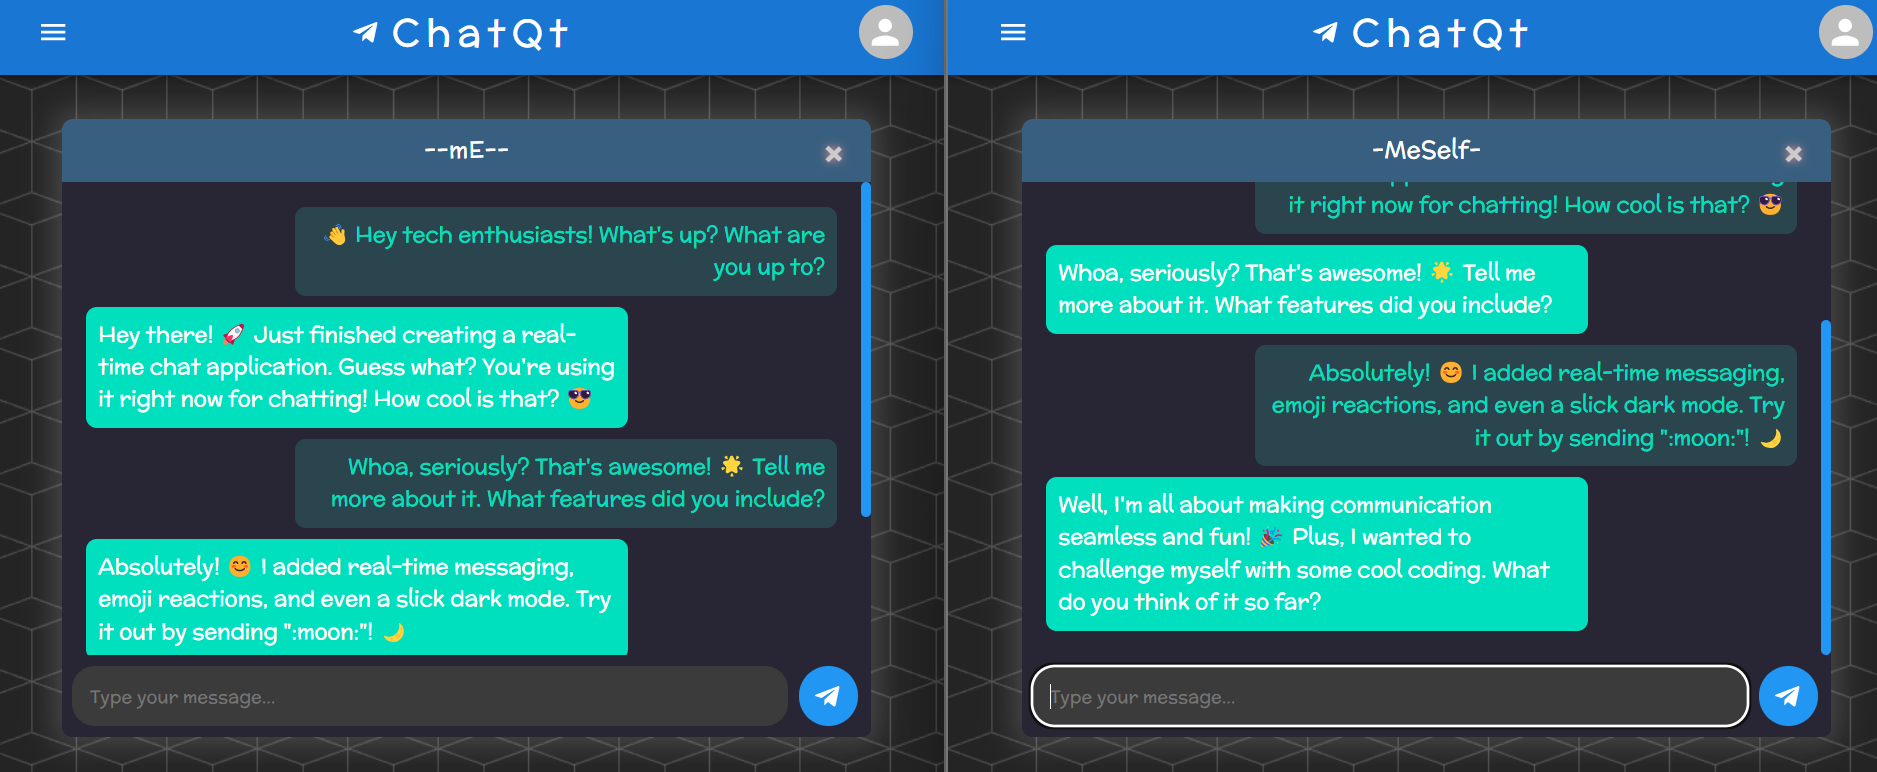 ChatQt
--mE--
👋 Hey tech enthusiasts! What's up? What are
you up to?
Hey there! 🚀 Just finished creating a real-
time chat application. Guess what? You're using
it right now for chatting! How cool is that? 😎
Whoa, seriously? That's awesome! 🌟 Tell me
more about it. What features did you include?
Absolutely! 😊 I added real-time messaging,
emoji reactions, and even a slick dark mode. Try
it out by sending ":moon:"! 🌙
Type your message...
ChatQt
-MeSelf-
it right now for chatting! How cool is that? 😎
Whoa, seriously? That's awesome! 🌟 Tell me
more about it. What features did you include?
Absolutely! 😊 I added real-time messaging,
emoji reactions, and even a slick dark mode. Try
it out by sending ":moon:"! 🌙
Well, I'm all about making communication
seamless and fun! 🎉 Plus, I wanted to
challenge myself with some cool coding. What
do you think of it so far?
Type your message...